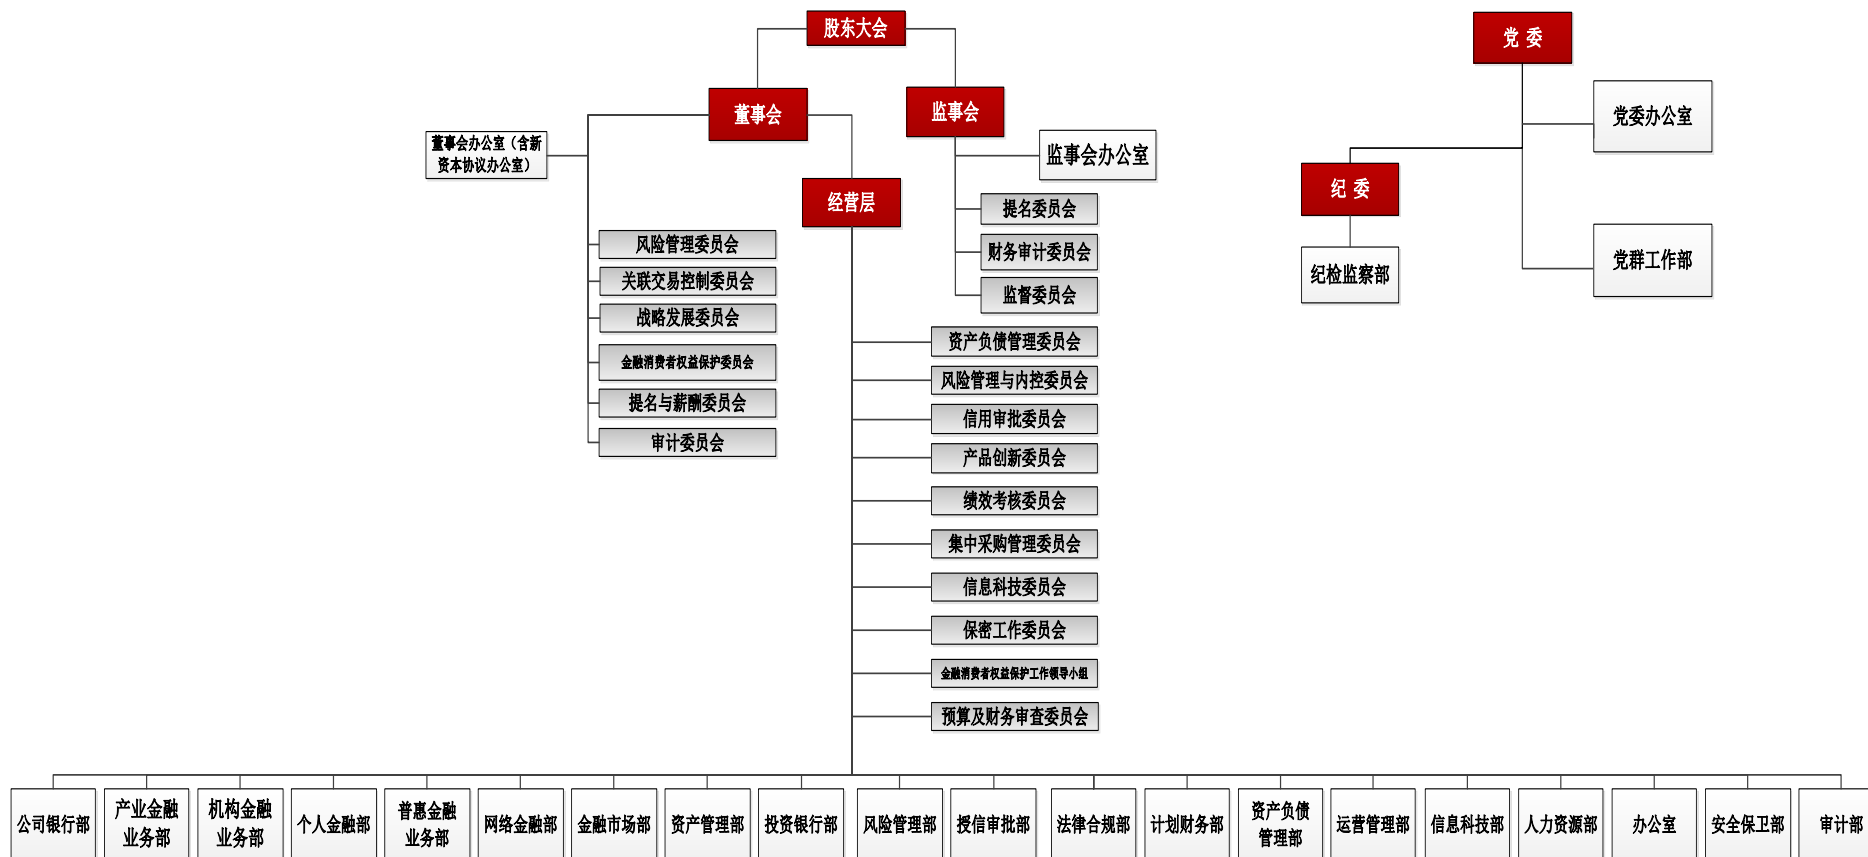 股东大会
党 委
董事会
监事会
党委办公室
董事会办公室（含新
资本协议办公室）
监事会办公室
经营层
纪 委
提名委员会
风险管理委员会
财务审计委员会
党群工作部
关联交易控制委员会
纪检监察部
监督委员会
战略发展委员会
资产负债管理委员会
金融消费者权益保护委员会
风险管理与内控委员会
提名与薪酬委员会
信用审批委员会
审计委员会
产品创新委员会
绩效考核委员会
集中采购管理委员会
信息科技委员会
保密工作委员会
金融消费者权益保护工作领导小组
预算及财务审查委员会
公司银行部
产业金融
业务部
机构金融
业务部
个人金融部
普惠金融
业务部
网络金融部
金融市场部
资产管理部
投资银行部
风险管理部
授信审批部
法律合规部
计划财务部
资产负债
管理部
运营管理部
信息科技部
人力资源部
办公室
安全保卫部
审计部